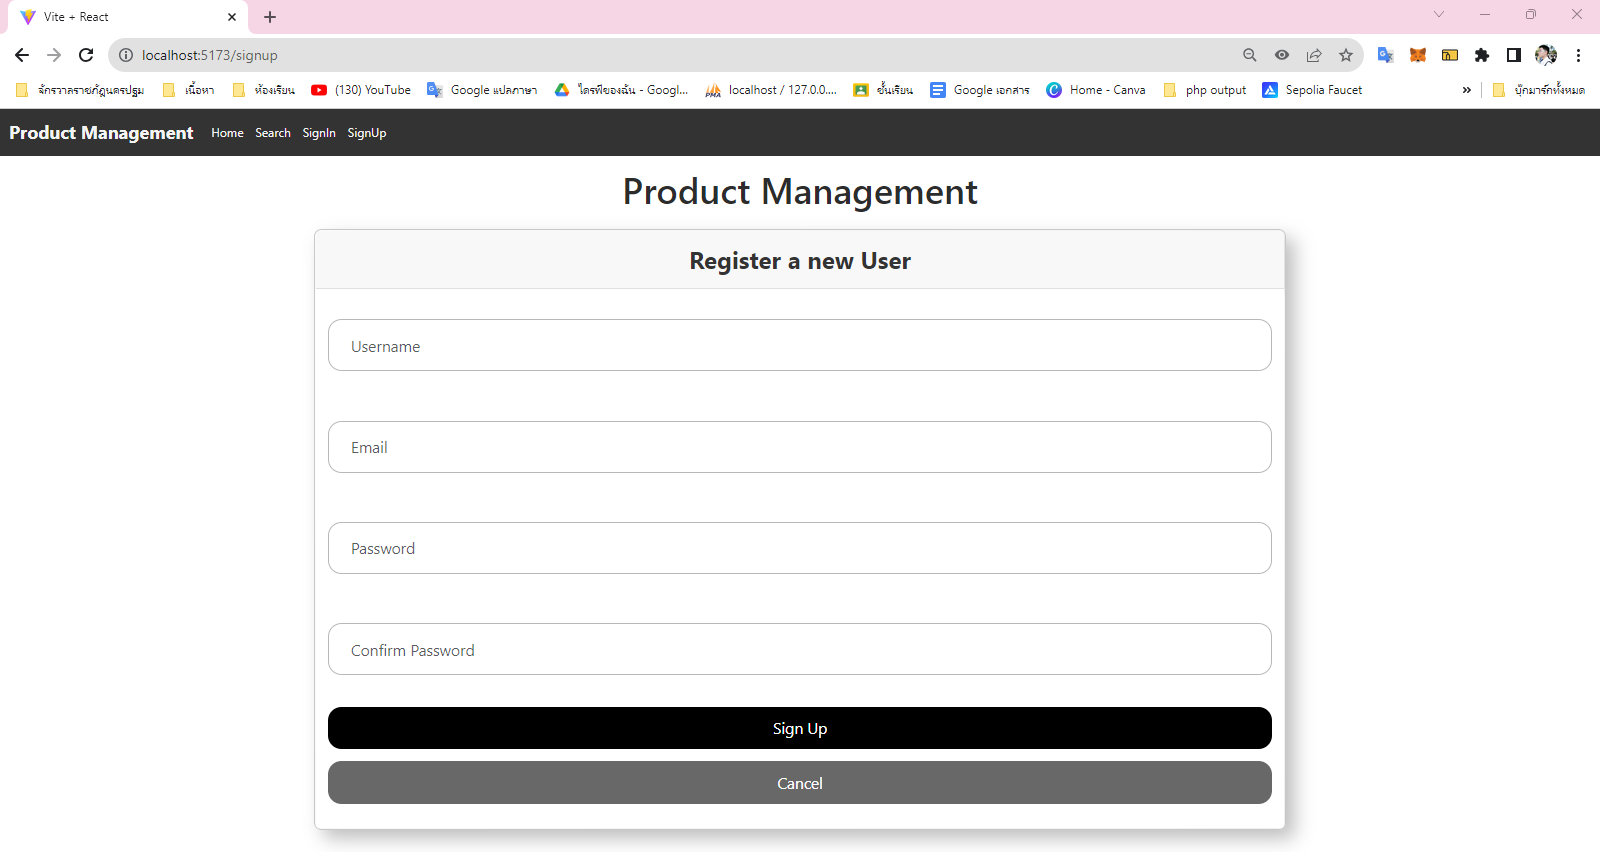 Vite + React
localhost:5173/signup
จักรวาลราชภัฏนครปฐม เนื้อหา ห้องเรียน (130) YouTube Google แปลภาษา ไดรฟ์ของฉัน - Googl... localhost / 127.0.0.... ชั้นเรียน Google เอกสาร Home - Canva php output Sepolia Faucet » บุ๊กมาร์กทั้งหมด
Product Management Home Search SignIn SignUp
Product Management
Register a new User
Username
Email
Password
Confirm Password
Sign Up
Cancel